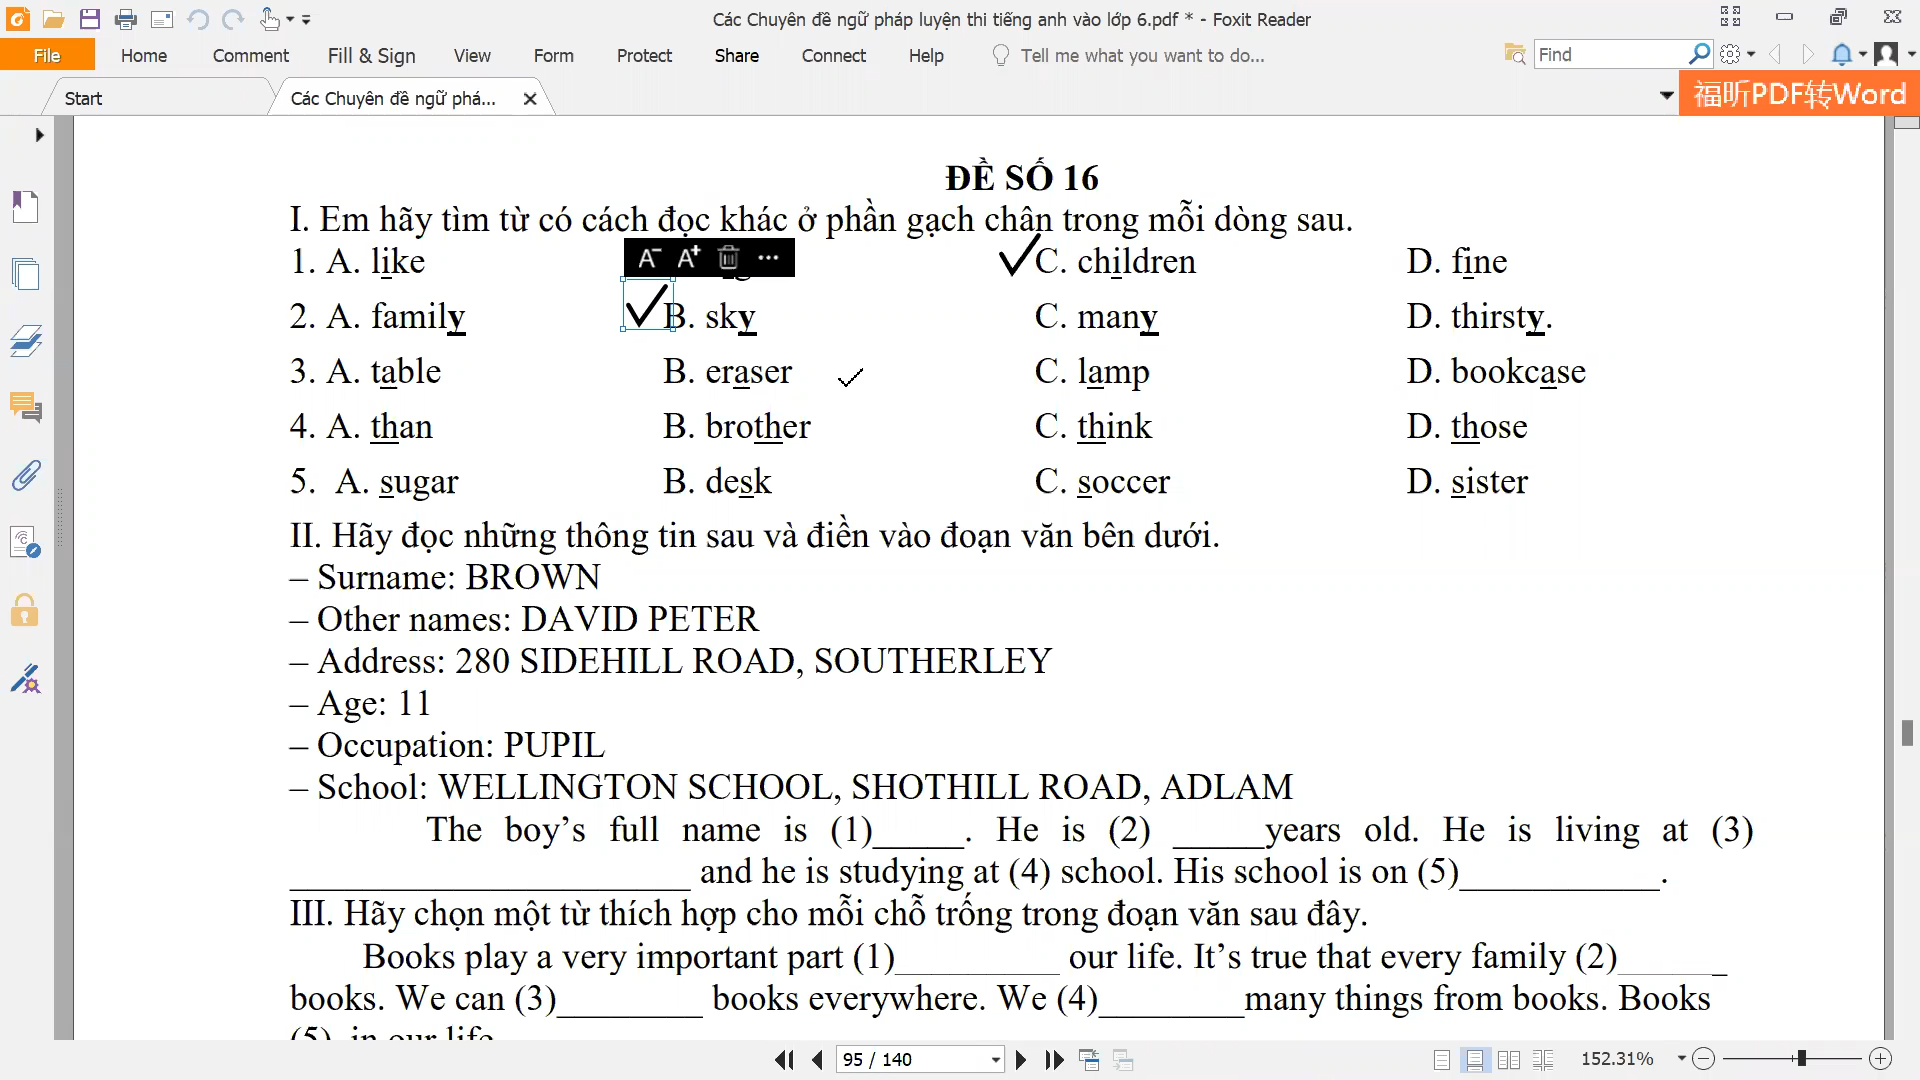 Các Chuyên đề ngữ pháp luyện thi tiếng anh vào lớp 6.pdf * - Foxit Reader
File Home Comment Fill & Sign View Form Protect Share Connect Help Tell me what you want to do... Find
Start Các Chuyên đề ngữ phá... 福昕PDF转Word
ĐỀ SỐ 16
I. Em hãy tìm từ có cách đọc khác ở phần gạch chân trong mỗi dòng sau.
1. A. like C. children D. fine
2. A. family B. sky C. many D. thirsty.
3. A. table B. eraser C. lamp D. bookcase
4. A. than B. brother C. think D. those
5. A. sugar B. desk C. soccer D. sister
II. Hãy đọc những thông tin sau và điền vào đoạn văn bên dưới.
– Surname: BROWN
– Other names: DAVID PETER
– Address: 280 SIDEHILL ROAD, SOUTHERLEY
– Age: 11
– Occupation: PUPIL
– School: WELLINGTON SCHOOL, SHOTHILL ROAD, ADLAM
The boy’s full name is (1)_____. He is (2) _____years old. He is living at (3)
______________________ and he is studying at (4) school. His school is on (5)___________.
III. Hãy chọn một từ thích hợp cho mỗi chỗ trống trong đoạn văn sau đây.
Books play a very important part (1)_________ our life. It’s true that every family (2)______
books. We can (3)________ books everywhere. We (4)________many things from books. Books
(5) in our life
95 / 140 152.31%